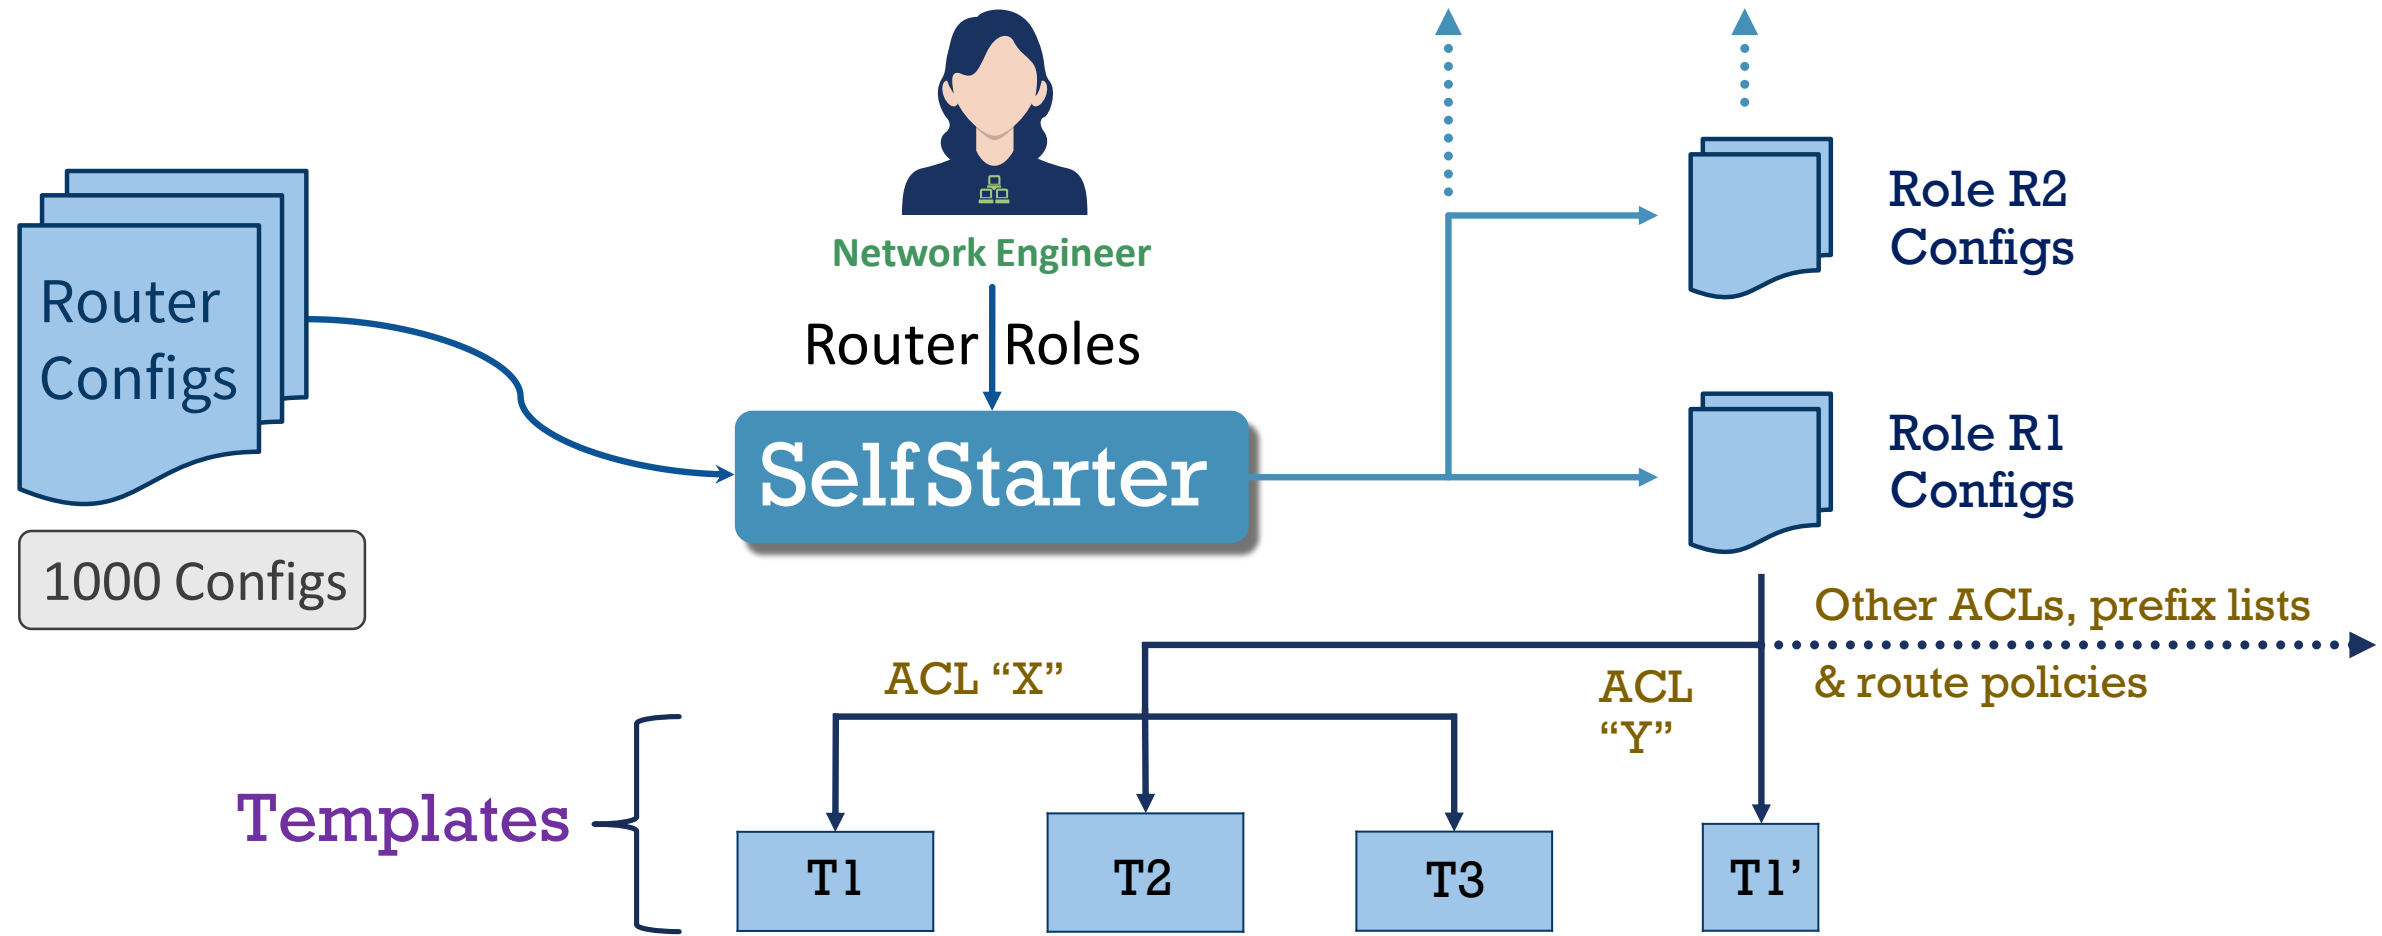 Network Engineer
Router Roles
Router
Configs
1000 Configs
SelfStarter
Role R2
Configs
Role R1
Configs
Other ACLs, prefix lists
& route policies
ACL “X”
ACL
“Y”
Templates
T1
T2
T3
T1’